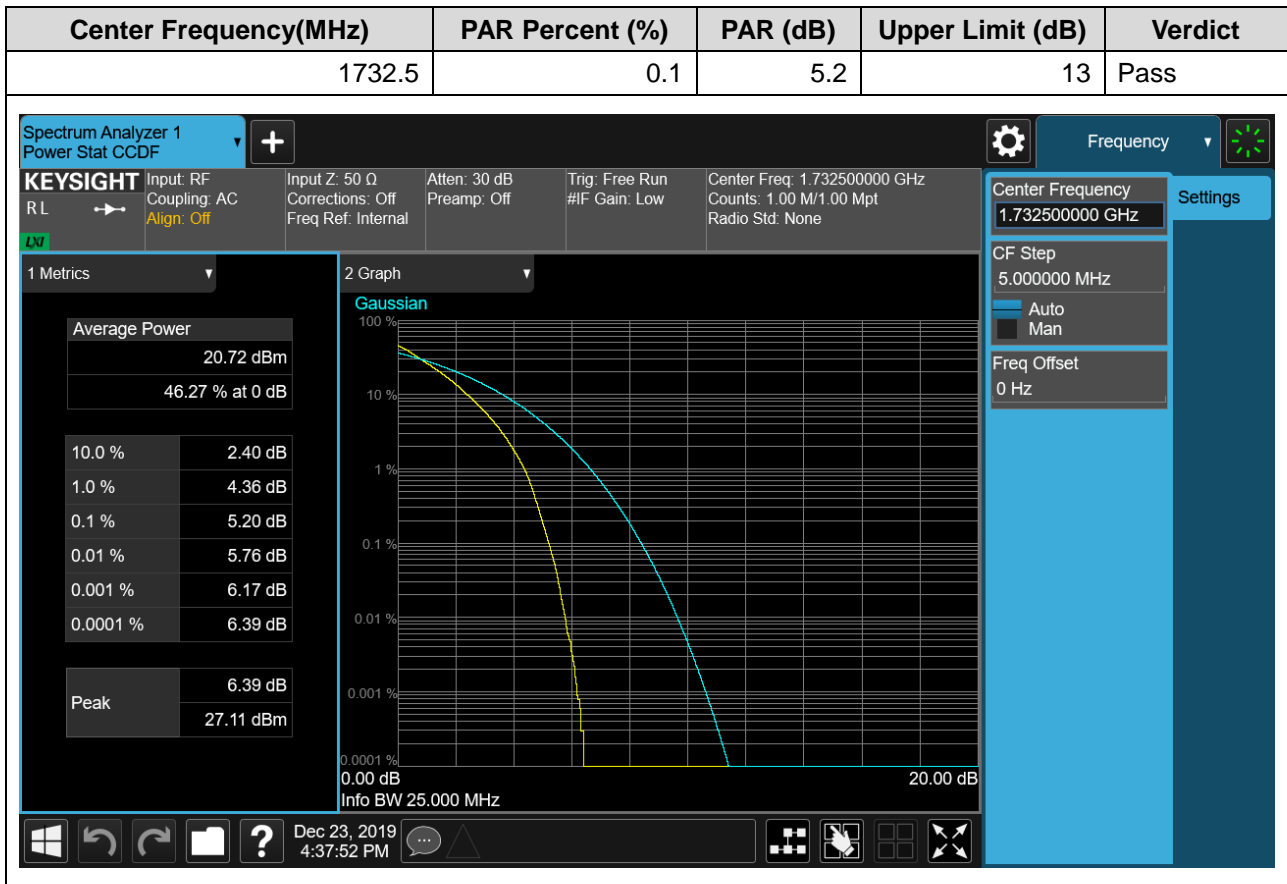 Center Frequency(MHz) PAR Percent (%) PAR (dB) Upper Limit (dB) Verdict
1732.5 0.1 5.2 13 Pass
Spectrum Analyzer 1
Power Stat CCDF
Frequency
KEYSIGHT
R L
LXI
Input: RF
Coupling: AC
Align: Off
Input Z: 50 Ω
Corrections: Off
Freq Ref: Internal
Atten: 30 dB
Preamp: Off
Trig: Free Run
#IF Gain: Low
Center Freq: 1.732500000 GHz
Counts: 1.00 M/1.00 Mpt
Radio Std: None
Center Frequency
1.732500000 GHz
Settings
CF Step
5.000000 MHz
Auto
Man
Freq Offset
0 Hz
1 Metrics
Average Power
20.72 dBm
46.27 % at 0 dB
10.0 % 2.40 dB
1.0 % 4.36 dB
0.1 % 5.20 dB
0.01 % 5.76 dB
0.001 % 6.17 dB
0.0001 % 6.39 dB
Peak
6.39 dB
27.11 dBm
2 Graph
Gaussian
100 %
10 %
1 %
0.1 %
0.01 %
0.001 %
0.0001 %
0.00 dB 20.00 dB
Info BW 25.000 MHz
?
Dec 23, 2019
4:37:52 PM